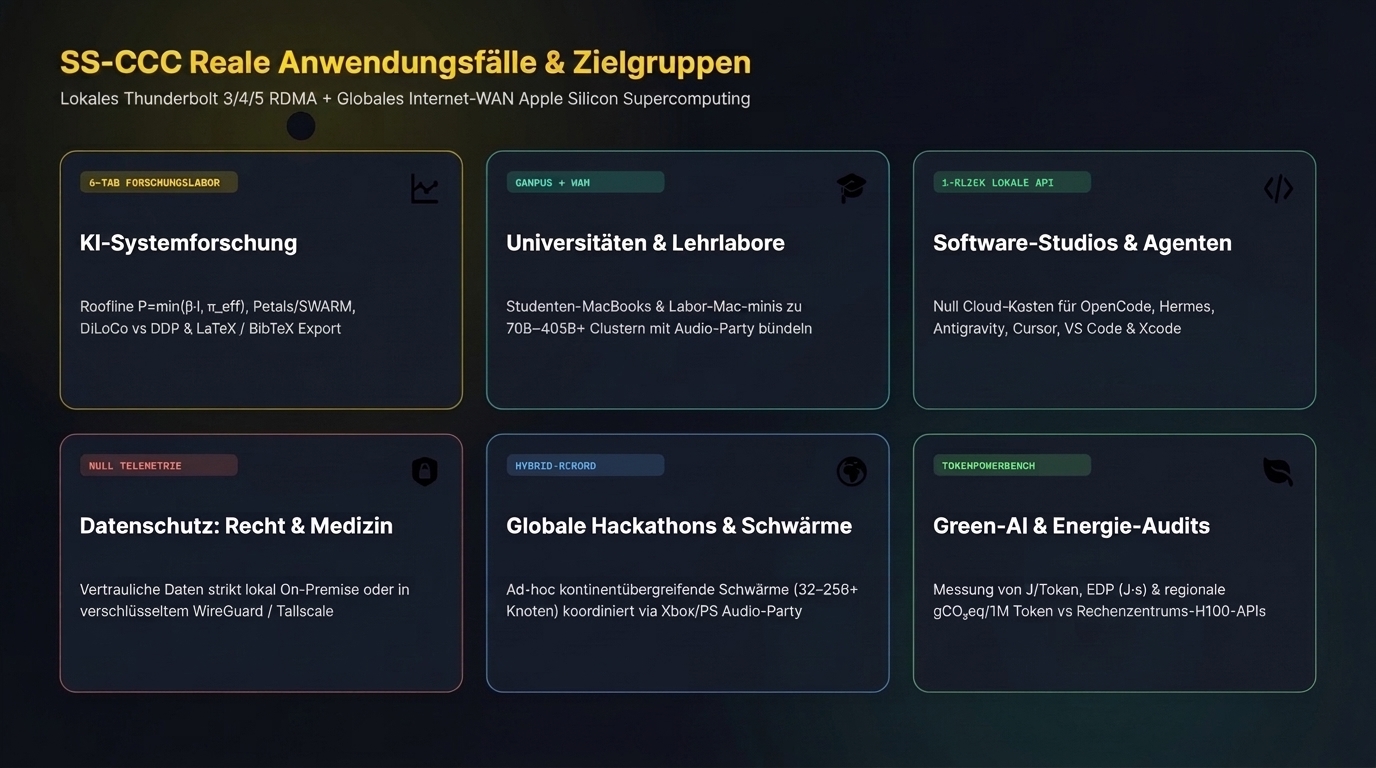 SS-CCC Reale Anwendungsfälle & Zielgruppen
Lokales Thunderbolt 3/4/5 RDMA + Globales Internet-WAN Apple Silicon Supercomputing
6-TAB FORSCHUNGSLABOR
KI-Systemforschung
Roofline P=min(β·I, π_eff), Petals/SWARM,
DiLoCo vs DDP & LaTeX / BibTeX Export
GANPUS + WAM
Universitäten & Lehrlabore
Studenten-MacBooks & Labor-Mac-minis zu
70B–405B+ Clustern mit Audio-Party bündeln
1-RLZEK LOKALE API
Software-Studios & Agenten
Null Cloud-Kosten für OpenCode, Hermes,
Antigravity, Cursor, VS Code & Xcode
NULL TELEMETRIE
Datenschutz: Recht & Medizin
Vertrauliche Daten strikt lokal On-Premise oder in
verschlüsseltem WireGuard / Tallscale
HYBRID-RCRORD
Globale Hackathons & Schwärme
Ad-hoc kontinentübergreifende Schwärme (32–256+
Knoten) koordiniert via Xbox/PS Audio-Party
TOKENPOWERBENCH
Green-AI & Energie-Audits
Messung von J/Token, EDP (J·s) & regionale
gCO₂eq/1M Token vs Rechenzentrums-H100-APIs